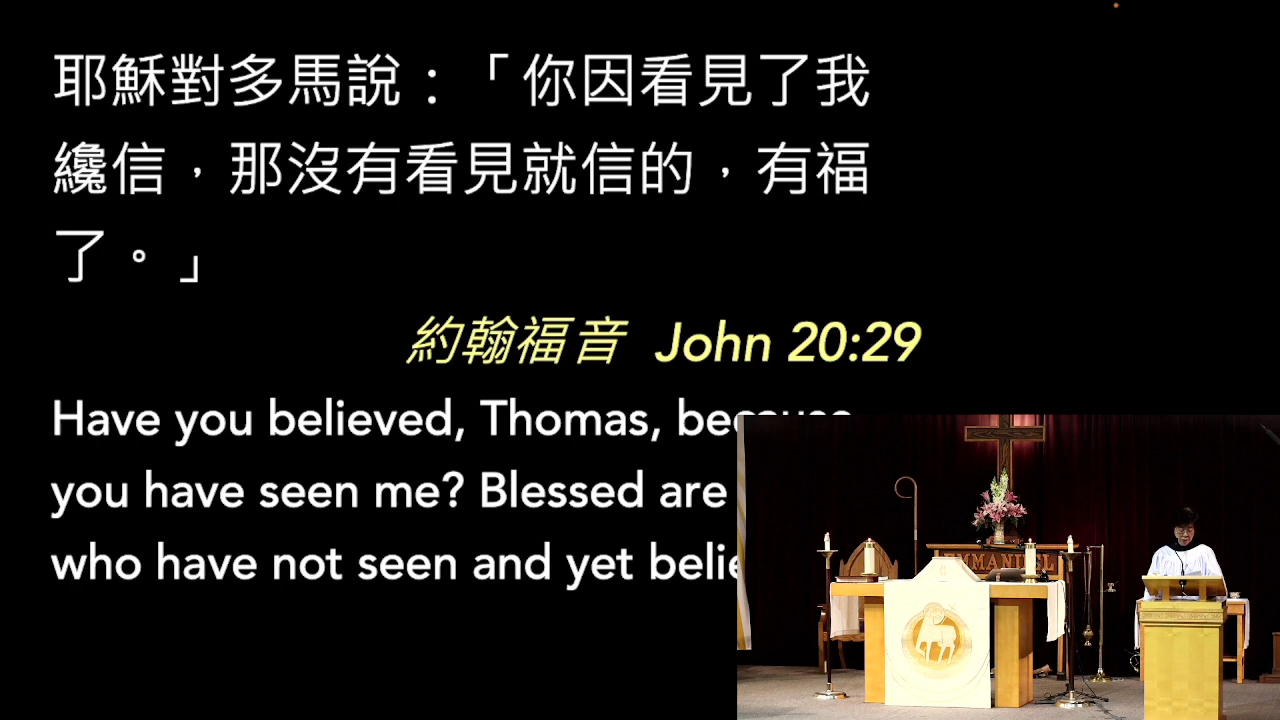 耶穌對多馬說：「你因看見了我
纔信，那沒有看見就信的，有福
了。」
約翰福音 John 20:29
Have you believed, Thomas, because
you have seen me? Blessed are
who have not seen and yet